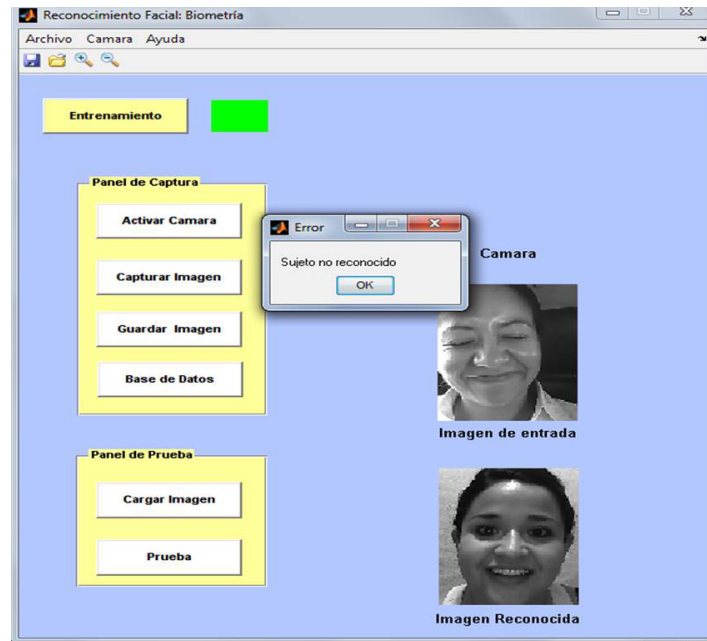 Reconocimiento Facial: Biometría
Archivo Camara Ayuda
Entrenamiento
Panel de Captura
Activar Camara
Capturar Imagen
Guardar Imagen
Base de Datos
Error
Sujeto no reconocido
OK
Camara
Imagen de entrada
Panel de Prueba
Cargar Imagen
Prueba
Imagen Reconocida